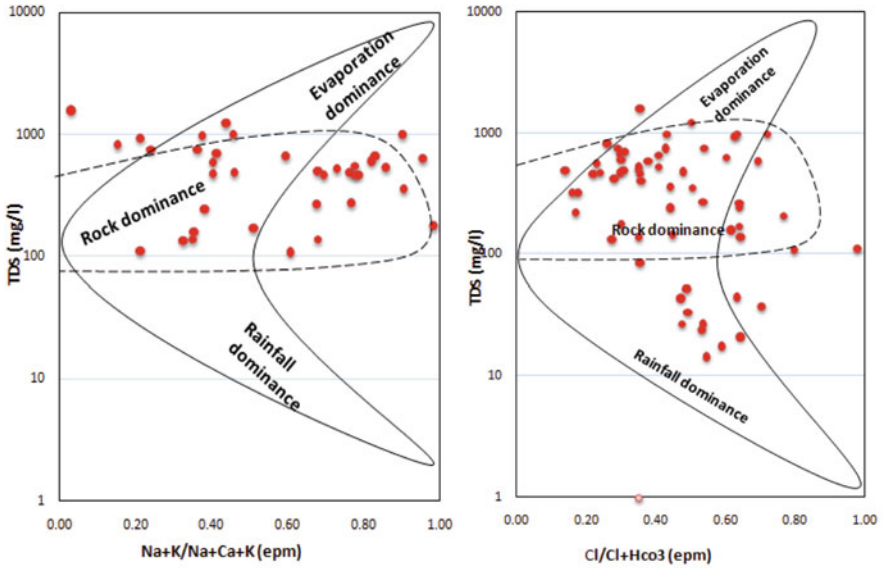 10000
1000
100
10
1
TDS (mg/l)
Evaporation
dominance
Rock dominance
Rainfall
dominance
0.00 0.20 0.40 0.60 0.80 1.00
Na+K/Na+Ca+K (epm)
10000
1000
100
10
1
TDS (mg/l)
Evaporation
dominance
Rock dominance
Rainfall dominance
0.00 0.20 0.40 0.60 0.80 1.00
Cl/Cl+Hco3 (epm)